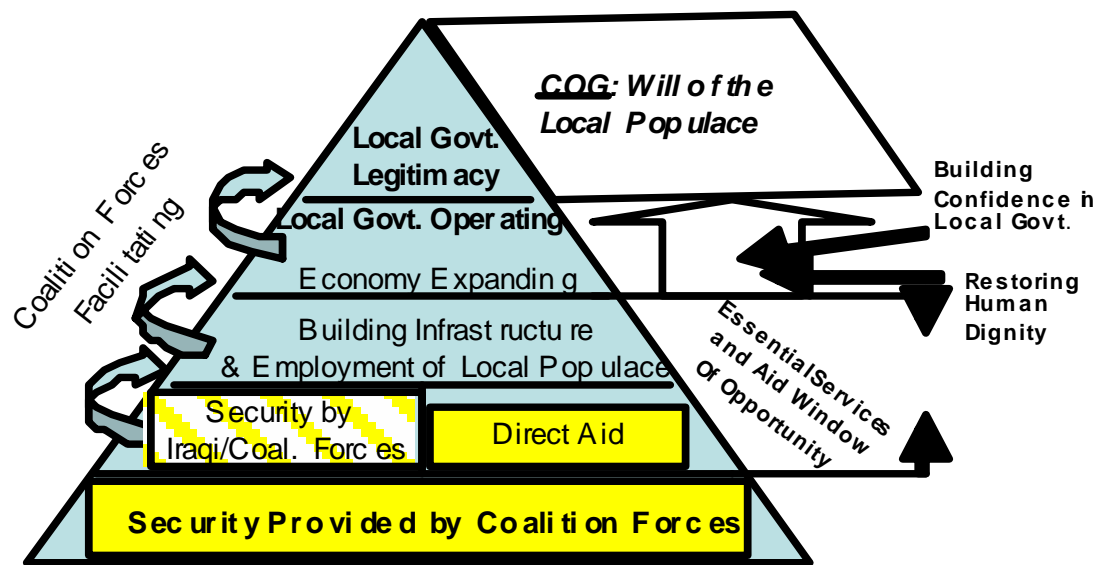 COG: Will of the
Local Populace
Local Govt.
Legitimacy
Local Govt. Operating
Economy Expanding
Building Infrastructure
& Employment of Local Populace
Security by
Iraqi/Coal. Forces
Direct Aid
Security Provided by Coalition Forces
Coalition Forces
Facilitating
Building
Confidence in
Local Govt.
Restoring
Human
Dignity
Essential Services
and Aid Window
Of Opportunity